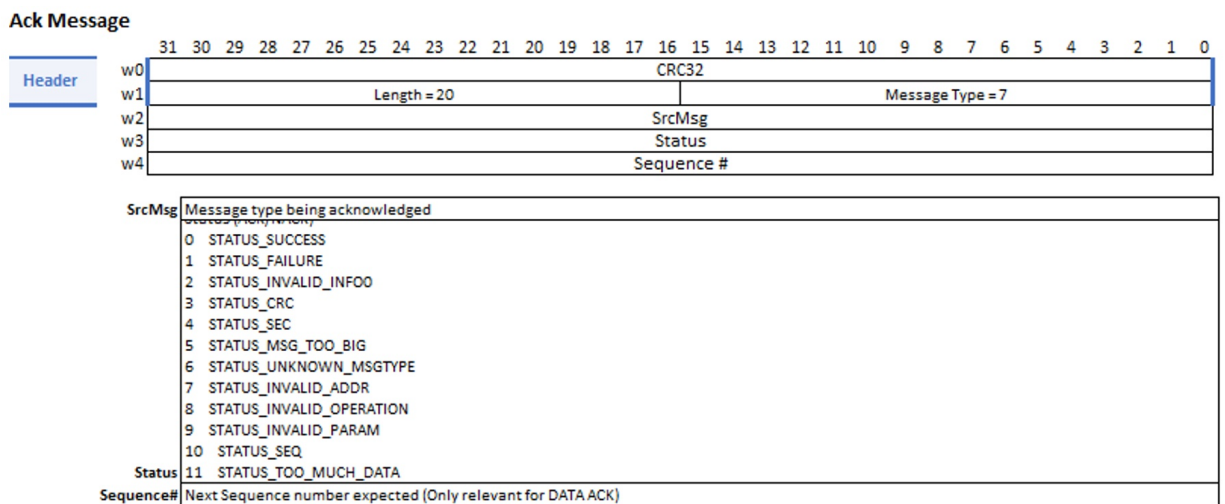 Ack Message
31 30 29 28 27 26 25 24 23 22 21 20 19 18 17 16 15 14 13 12 11 10 9 8 7 6 5 4 3 2 1 0
Header
w0 CRC32
w1 Length = 20 Message Type = 7
w2 SrcMsg
w3 Status
w4 Sequence #
SrcMsg Message type being acknowledged
Status (ACK/NACK)
0 STATUS_SUCCESS
1 STATUS_FAILURE
2 STATUS_INVALID_INFO0
3 STATUS_CRC
4 STATUS_SEC
5 STATUS_MSG_TOO_BIG
6 STATUS_UNKNOWN_MSGTYPE
7 STATUS_INVALID_ADDR
8 STATUS_INVALID_OPERATION
9 STATUS_INVALID_PARAM
10 STATUS_SEQ
Status 11 STATUS_TOO_MUCH_DATA
Sequence# Next Sequence number expected (Only relevant for DATA ACK)